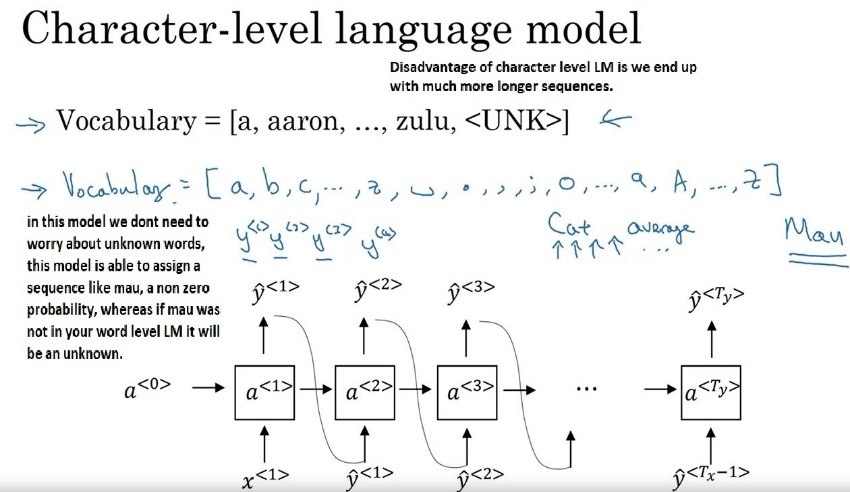 Character-level language model
Disadvantage of character level LM is we end up
with much more longer sequences.
→ Vocabulary = [a, aaron, …, zulu, <UNK>] ←
→ Vocabulary = [a, b, c, …, z, ␣, ., ,, ;, 0, …, 9, A, …, Z]
in this model we dont need to
worry about unknown words,
this model is able to assign a
sequence like mau, a non zero
probability, whereas if mau was
not in your word level LM it will
be an unknown.
y<1> y<2> y<3> y<4>
Cat average
Mau
ŷ<1> ŷ<2> ŷ<3> ŷ<Ty>
a<0> a<1> a<2> a<3> … a<Ty>
x<1> ŷ<1> ŷ<2> ŷ<Tx−1>